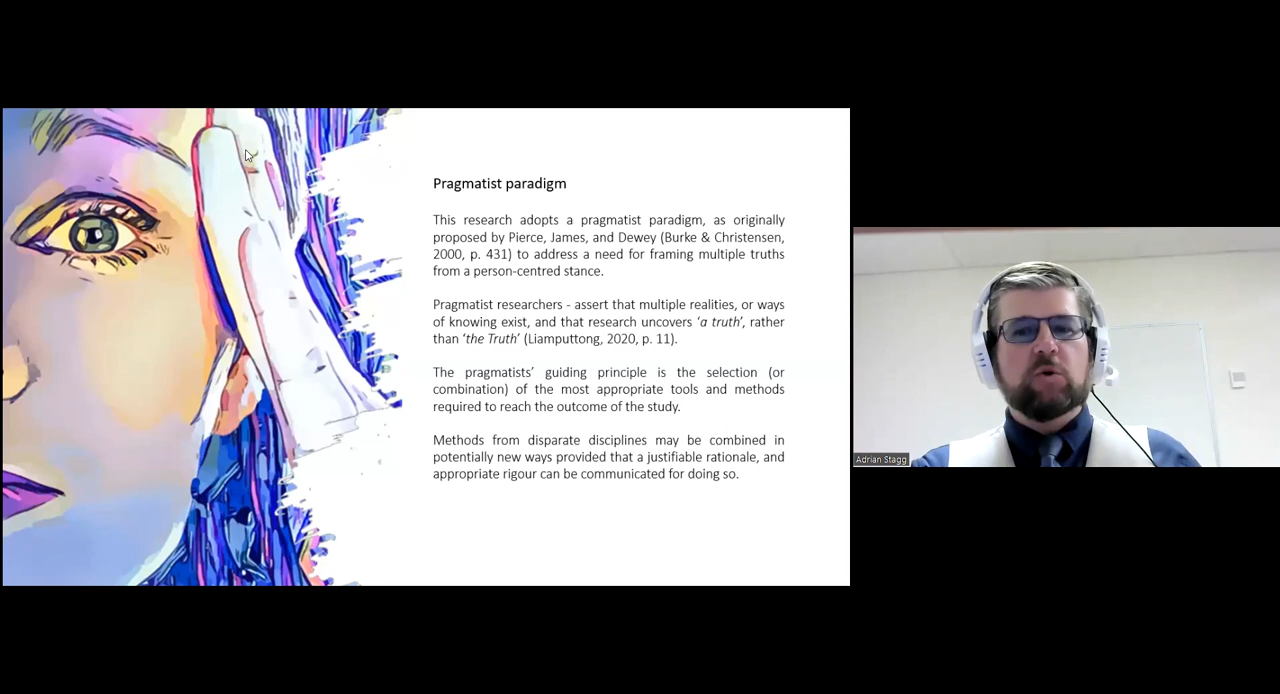 Pragmatist paradigm
This research adopts a pragmatist paradigm, as originally
proposed by Pierce, James, and Dewey (Burke & Christensen,
2000, p. 431) to address a need for framing multiple truths
from a person-centred stance.
Pragmatist researchers - assert that multiple realities, or ways
of knowing exist, and that research uncovers ‘a truth’, rather
than ‘the Truth’ (Liamputtong, 2020, p. 11).
The pragmatists’ guiding principle is the selection (or
combination) of the most appropriate tools and methods
required to reach the outcome of the study.
Methods from disparate disciplines may be combined in
potentially new ways provided that a justifiable rationale, and
appropriate rigour can be communicated for doing so.
Adrian Stagg